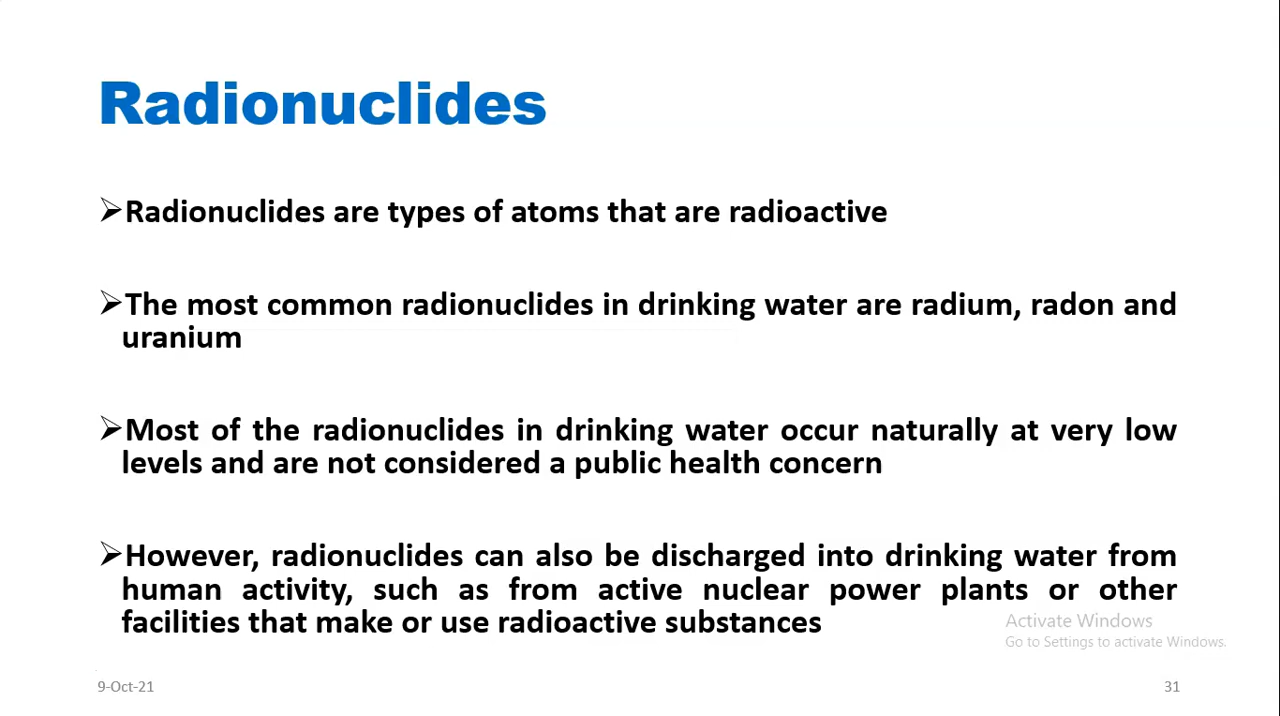 Radionuclides
➢Radionuclides are types of atoms that are radioactive
➢The most common radionuclides in drinking water are radium, radon and
uranium
➢Most of the radionuclides in drinking water occur naturally at very low
levels and are not considered a public health concern
➢However, radionuclides can also be discharged into drinking water from
human activity, such as from active nuclear power plants or other
facilities that make or use radioactive substances
Activate Windows
Go to Settings to activate Windows.
9-Oct-21
31